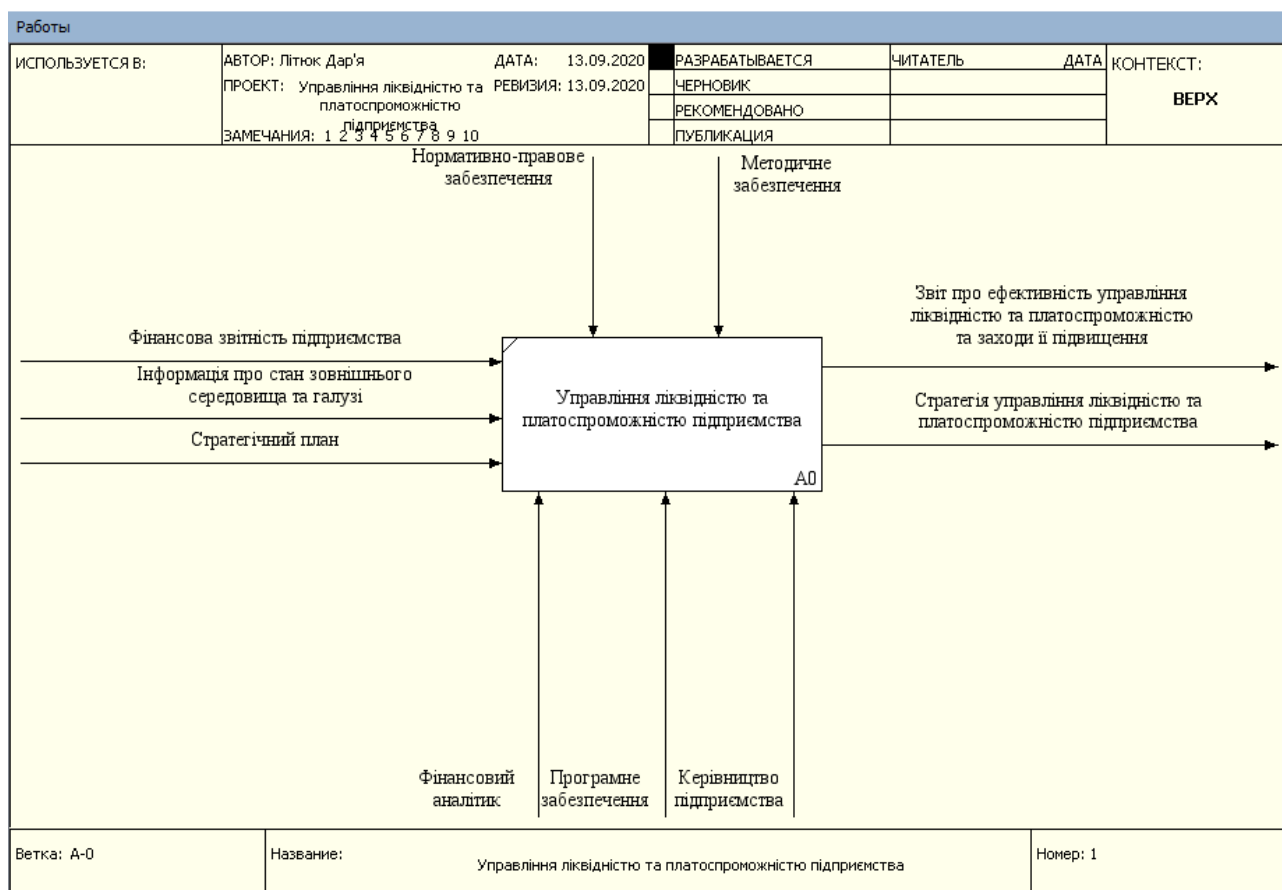 Работы
ИСПОЛЬЗУЕТСЯ В:
АВТОР: Літюк Дар'я
ДАТА: 13.09.2020
ПРОЕКТ: Управління ліквідністю та
платоспроможністю
підприємства
РЕВИЗИЯ: 13.09.2020
ЗАМЕЧАНИЯ: 1 2 3 4 5 6 7 8 9 10
РАЗРАБАТЫВАЕТСЯ
ЧЕРНОВИК
РЕКОМЕНДОВАНО
ПУБЛИКАЦИЯ
ЧИТАТЕЛЬ ДАТА
КОНТЕКСТ:
ВЕРХ
Нормативно-правове
забезпечення
Методичне
забезпечення
Звіт про ефективність управління
ліквідністю та платоспроможністю
та заходи її підвищення
Фінансова звітність підприємства
Інформація про стан зовнішнього
середовища та галузі
Стратегічний план
Управління ліквідністю та
платоспроможністю підприємства
А0
Стратегія управління ліквідністю та
платоспроможністю підприємства
Фінансовий
аналітик
Програмне
забезпечення
Керівництво
підприємства
Ветка: А-0
Название:
Управління ліквідністю та платоспроможністю підприємства
Номер: 1